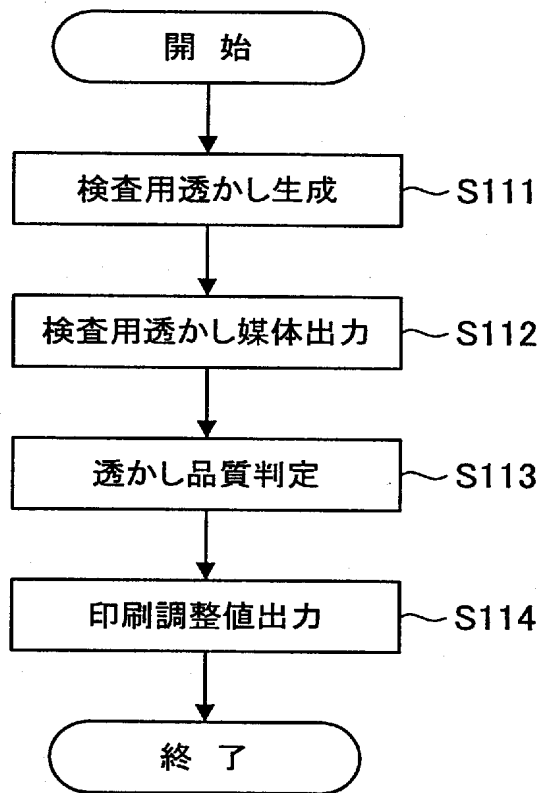 開 始
検査用透かし生成 S111
検査用透かし媒体出力 S112
透かし品質判定 S113
印刷調整値出力 S114
終 了